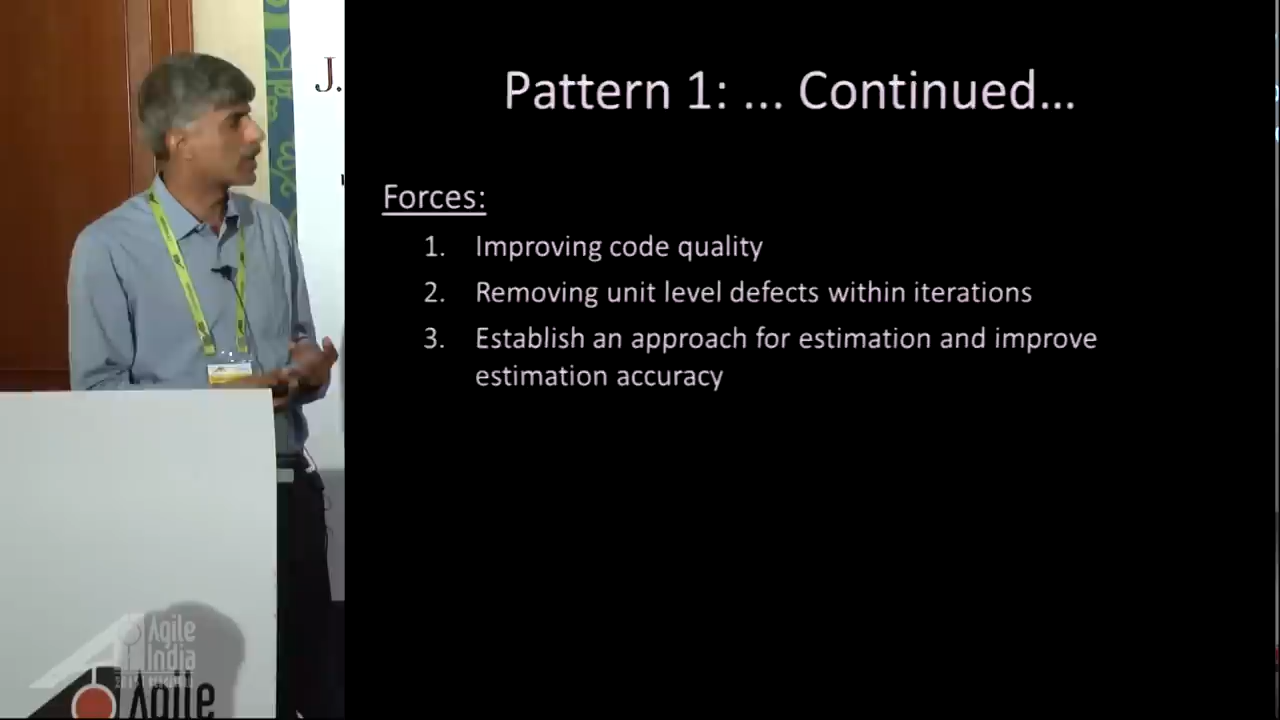 J.
Pattern 1: ... Continued...
Forces:
1. Improving code quality
2. Removing unit level defects within iterations
3. Establish an approach for estimation and improve
estimation accuracy
Agile
India
Agile